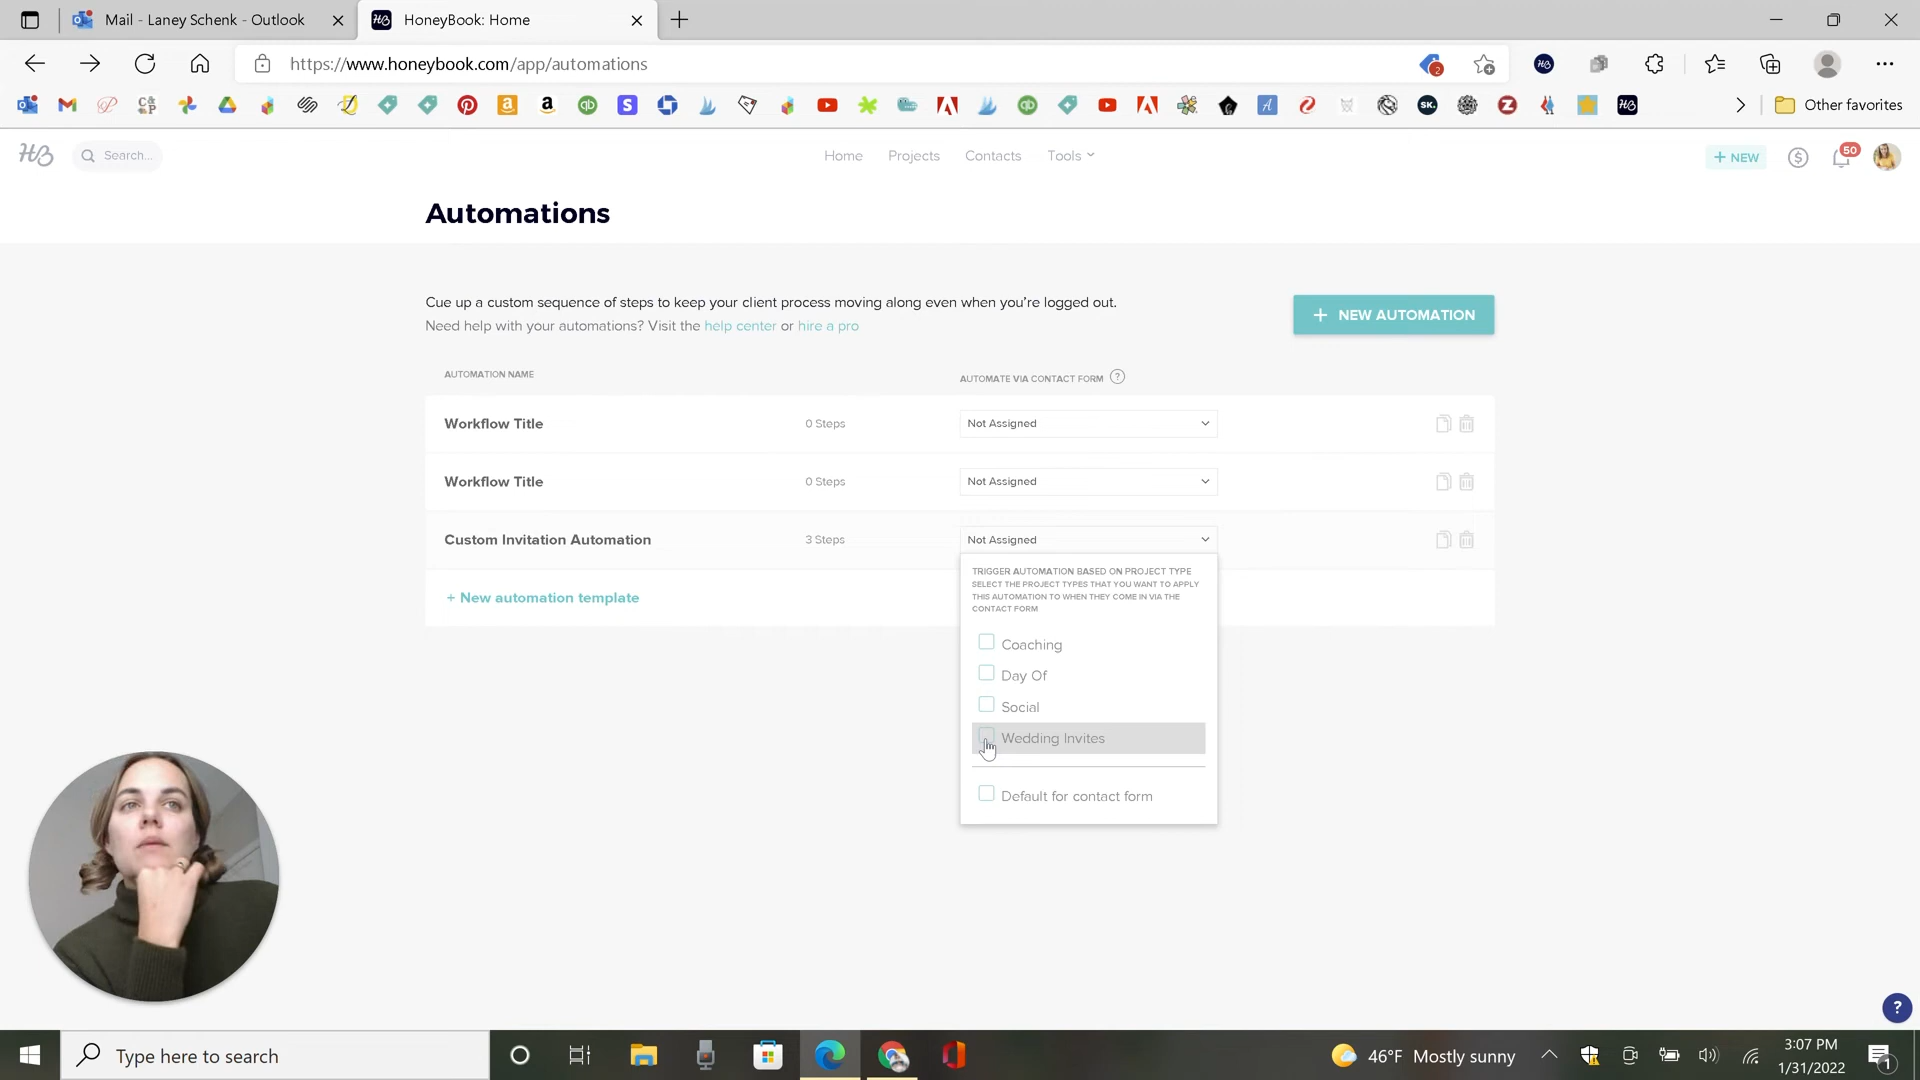 Mail - Laney Schenk - Outlook
HoneyBook: Home
https://www.honeybook.com/app/automations
2
Other favorites
Search...
Home
Projects
Contacts
Tools
+ NEW
50
Automations
Cue up a custom sequence of steps to keep your client process moving along even when you're logged out.
Need help with your automations? Visit the help center or hire a pro
+ NEW AUTOMATION
AUTOMATION NAME
AUTOMATE VIA CONTACT FORM ?
Workflow Title
0 Steps
Not Assigned
Workflow Title
0 Steps
Not Assigned
Custom Invitation Automation
3 Steps
Not Assigned
+ New automation template
TRIGGER AUTOMATION BASED ON PROJECT TYPE
SELECT THE PROJECT TYPES THAT YOU WANT TO APPLY
THIS AUTOMATION TO WHEN THEY COME IN VIA THE
CONTACT FORM
Coaching
Day Of
Social
Wedding Invites
Default for contact form
?
Type here to search
46°F Mostly sunny
3:07 PM
1/31/2022
1